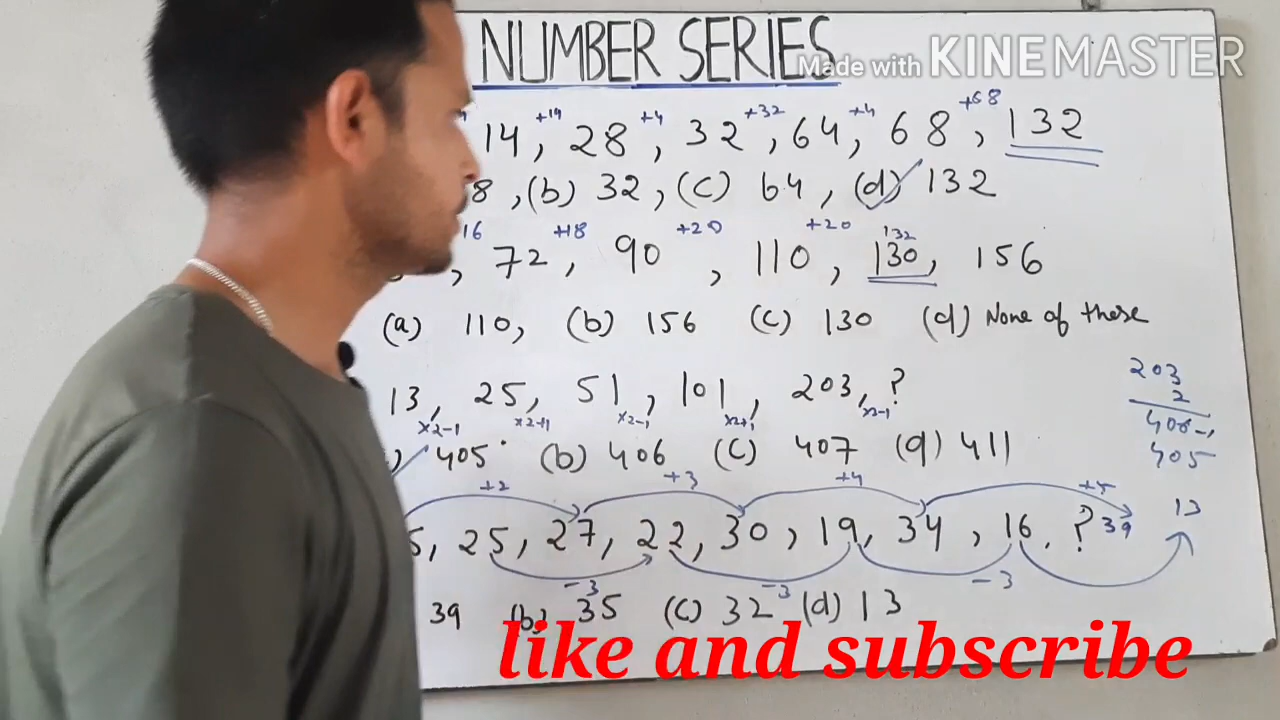 NUMBER SERIES
Made with KINEMASTER
+14 +4 +32 +4 +68
14, 28, 32, 64, 68, 132
8, (b) 32, (c) 64, (d) 132
16 +18 +20 +20 132
, 72, 90, 110, 130, 156
(a) 110, (b) 156 (c) 130 (d) None of these
13, 25, 51, 101, 203, ?
×2-1 ×2+1 ×2-1 ×2+1 ×2-1
203
2
406-1
405
) 405 (b) 406 (c) 407 (d) 411
+2 +3 +4 +5
5, 25, 27, 22, 30, 19, 34, 16, ? 39 13
-3 -3 -3
39 (b) 35 (c) 32 (d) 13
like and subscribe